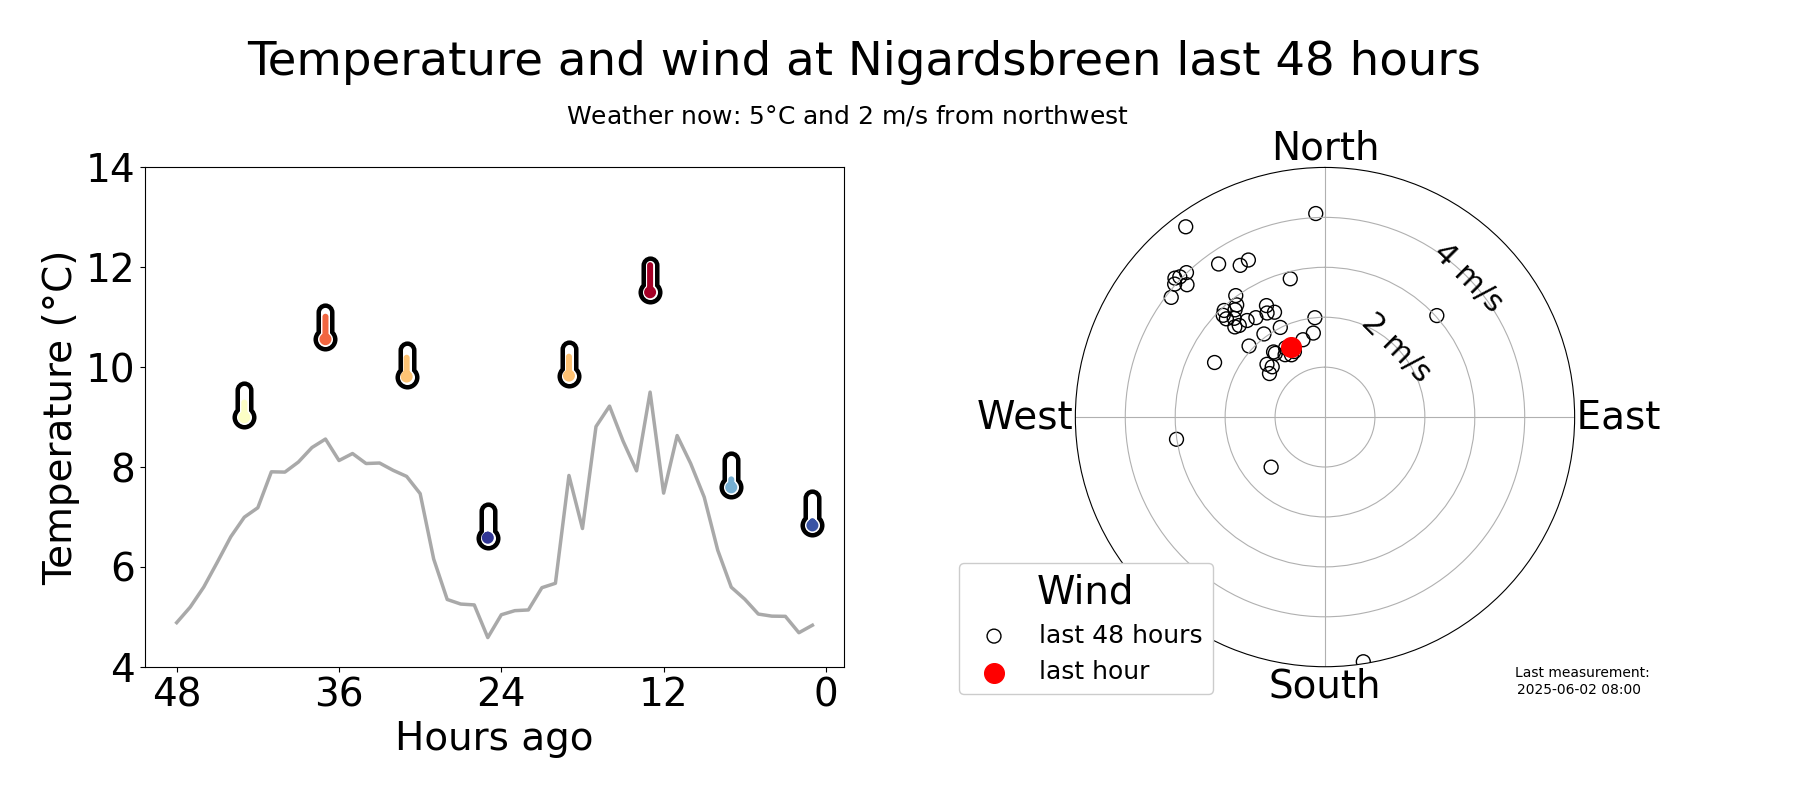 Temperature and wind at Nigardsbreen last 48 hours
Weather now: 5°C and 2 m/s from northwest
14
12
10
8
6
4
Temperature (°C)
48 36 24 12 0
Hours ago
North
West
East
South
4 m/s
2 m/s
Wind
last 48 hours
last hour
Last measurement:
2025-06-02 08:00